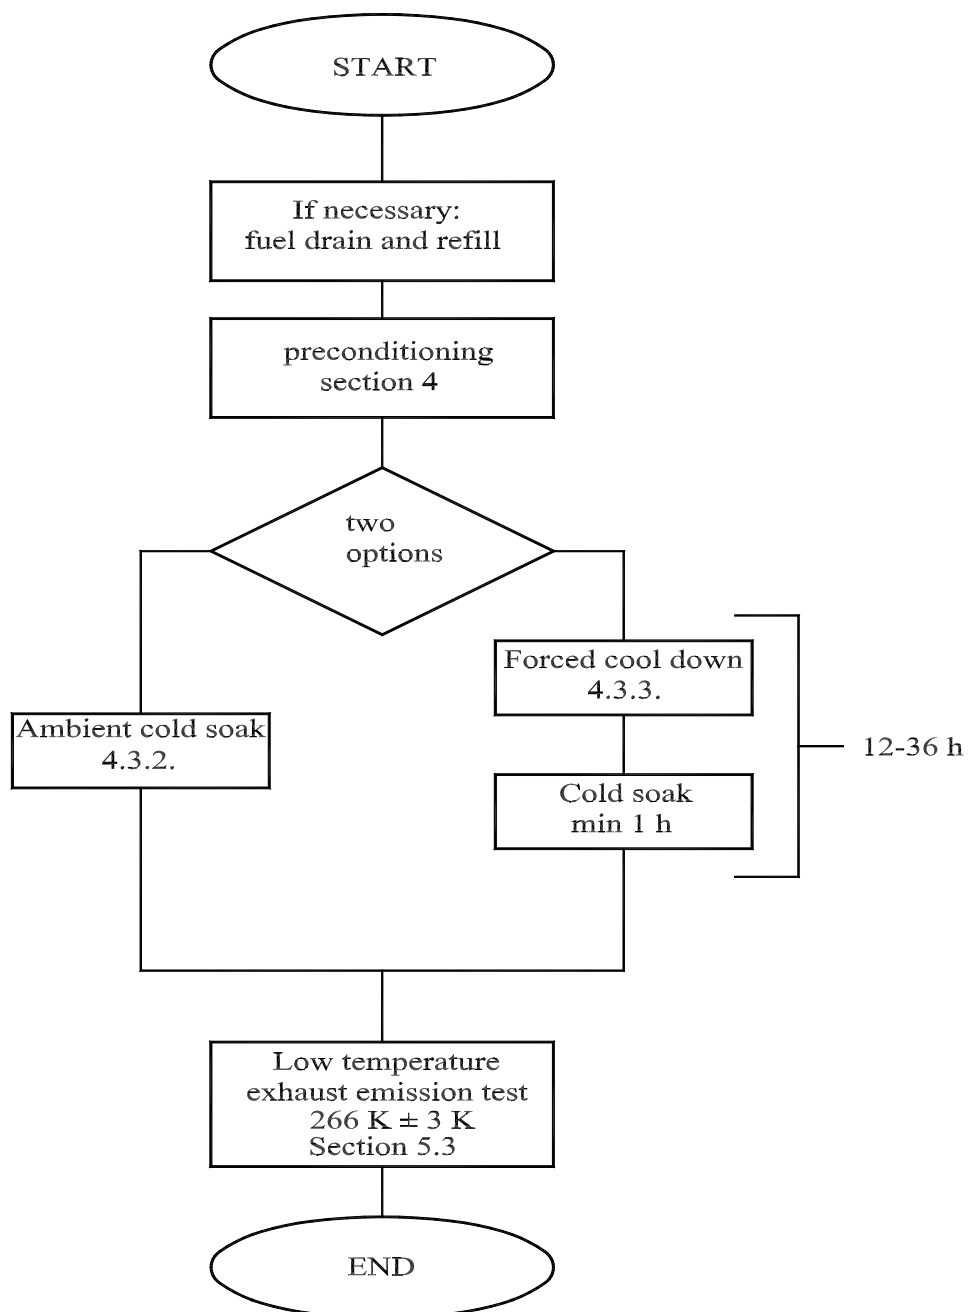 START
If necessary:
fuel drain and refill
preconditioning
section 4
two
options
Forced cool down
4.3.3.
Ambient cold soak
4.3.2.
12-36 h
Cold soak
min 1 h
Low temperature
exhaust emission test
266 K ± 3 K
Section 5.3
END